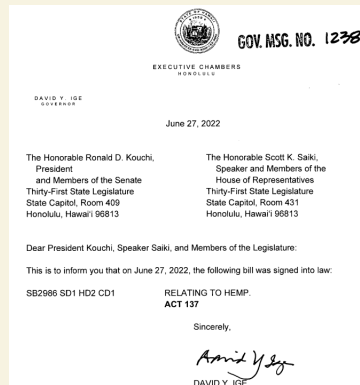 GOV. MSG. NO. 1238
EXECUTIVE CHAMBERS
HONOLULU
DAVID Y. IGE
GOVERNOR
June 27, 2022
The Honorable Ronald D. Kouchi,
President
and Members of the Senate
Thirty-First State Legislature
State Capitol, Room 409
Honolulu, Hawai'i 96813
The Honorable Scott K. Saiki,
Speaker and Members of the
House of Representatives
Thirty-First State Legislature
State Capitol, Room 431
Honolulu, Hawai'i 96813
Dear President Kouchi, Speaker Saiki, and Members of the Legislature:
This is to inform you that on June 27, 2022, the following bill was signed into law:
SB2986 SD1 HD2 CD1 RELATING TO HEMP.
ACT 137
Sincerely,
David Y Ige
DAVID Y. IGE